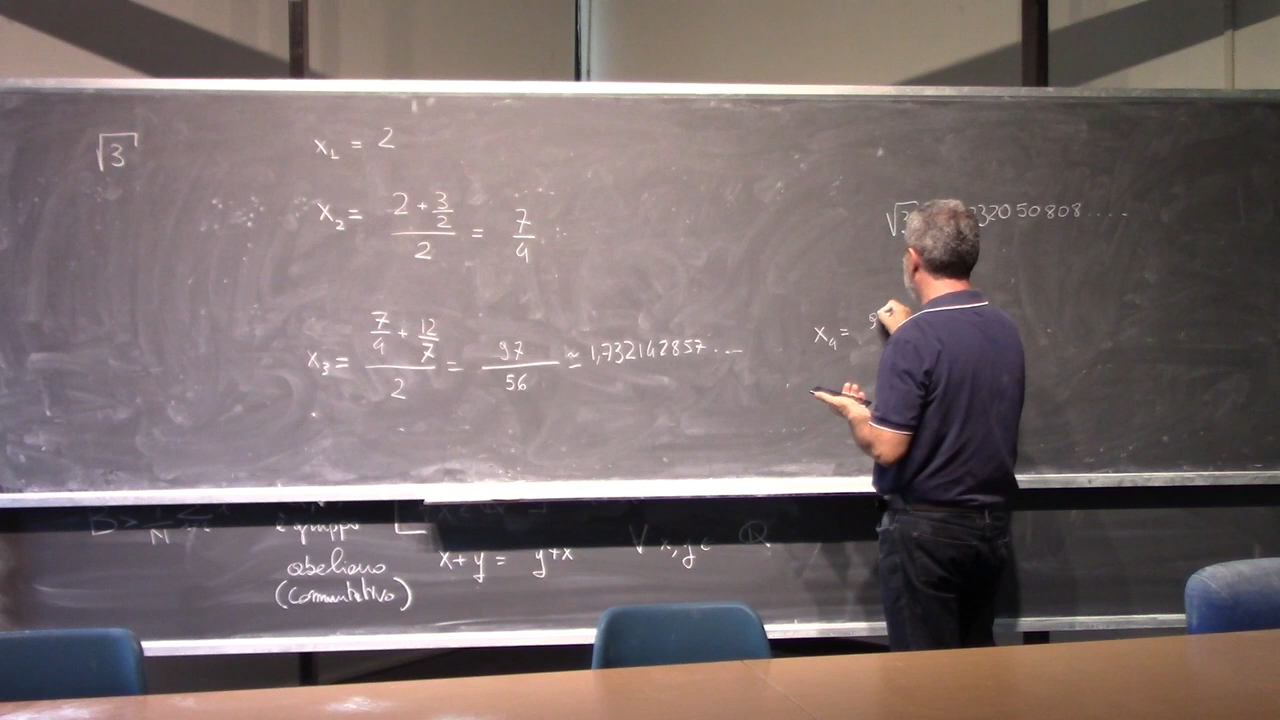 √3
x₁ = 2
x₂ = (2 + 3/2)/2 = 7/4
x₃ = (7/4 + 12/7)/2 = 97/56 ≃ 1,732142857...
√3 32050808....
x₄ =
è gruppo
abeliano
(commutativo)
x+y = y+x ∀ x,y ∈ Q